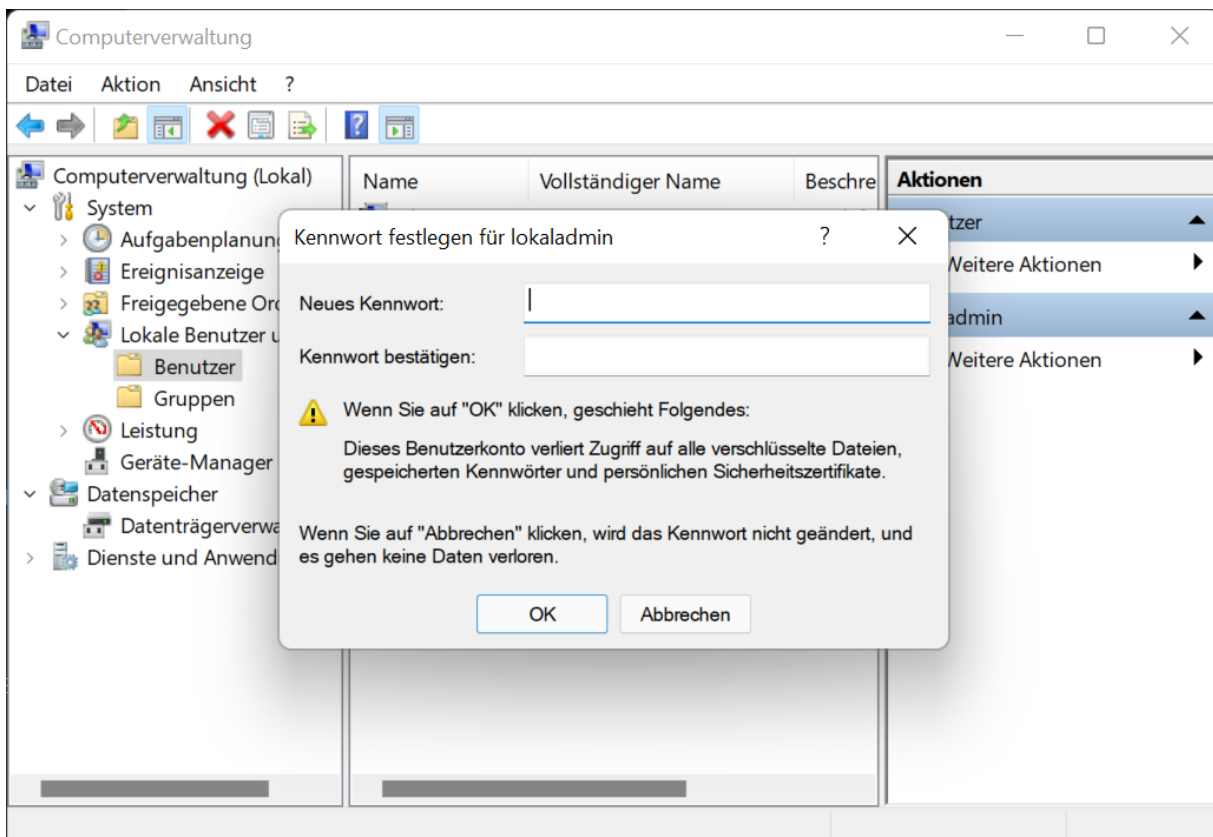 Computerverwaltung
Datei Aktion Ansicht ?
?
Computerverwaltung (Lokal)
System
Aufgabenplanung
Ereignisanzeige
Freigegebene Ord
Lokale Benutzer u
Benutzer
Gruppen
Leistung
Geräte-Manager
Datenspeicher
Datenträgerverwa
Dienste und Anwend
Name Vollständiger Name Beschre
Aktionen
tzer
Weitere Aktionen
admin
Weitere Aktionen
Kennwort festlegen für lokaladmin ?
Neues Kennwort:
Kennwort bestätigen:
Wenn Sie auf "OK" klicken, geschieht Folgendes:
Dieses Benutzerkonto verliert Zugriff auf alle verschlüsselte Dateien,
gespeicherten Kennwörter und persönlichen Sicherheitszertifikate.
Wenn Sie auf "Abbrechen" klicken, wird das Kennwort nicht geändert, und
es gehen keine Daten verloren.
OK Abbrechen